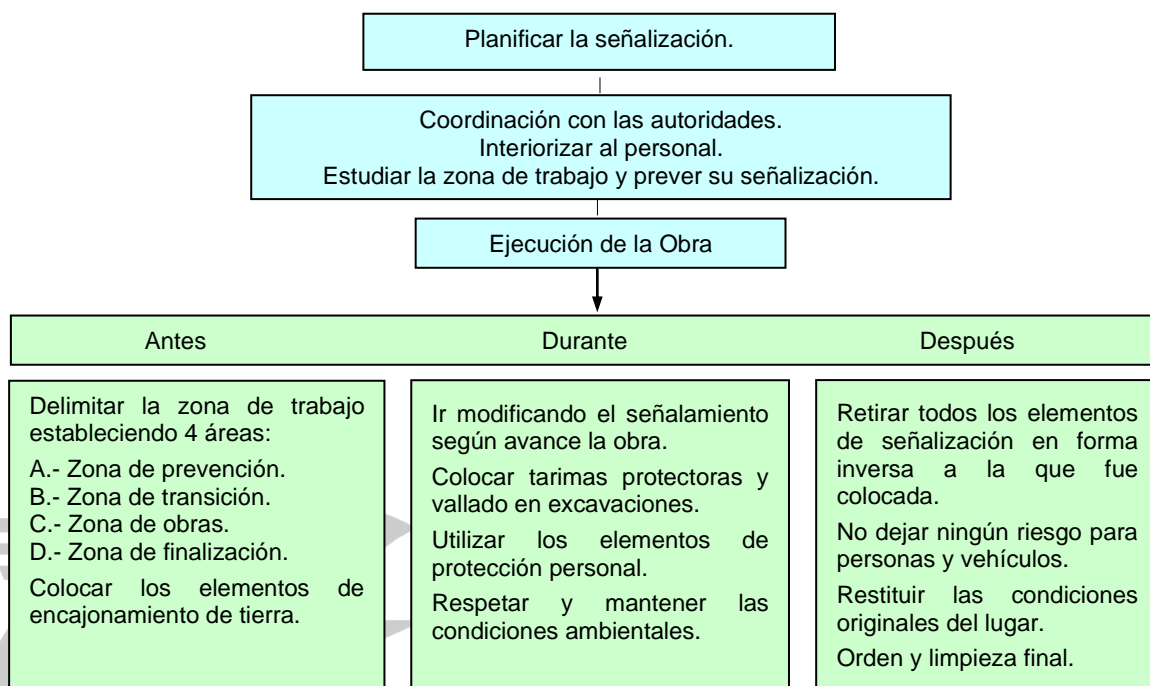 Planificar la señalización.
Coordinación con las autoridades.
Interiorizar al personal.
Estudiar la zona de trabajo y prever su señalización.
Ejecución de la Obra
Antes
Durante
Después
Delimitar la zona de trabajo
estableciendo 4 áreas:
A.- Zona de prevención.
B.- Zona de transición.
C.- Zona de obras.
D.- Zona de finalización.
Colocar los elementos de
encajonamiento de tierra.
Ir modificando el señalamiento
según avance la obra.
Colocar tarimas protectoras y
vallado en excavaciones.
Utilizar los elementos de
protección personal.
Respetar y mantener las
condiciones ambientales.
Retirar todos los elementos
de señalización en forma
inversa a la que fue
colocada.
No dejar ningún riesgo para
personas y vehículos.
Restituir las condiciones
originales del lugar.
Orden y limpieza final.